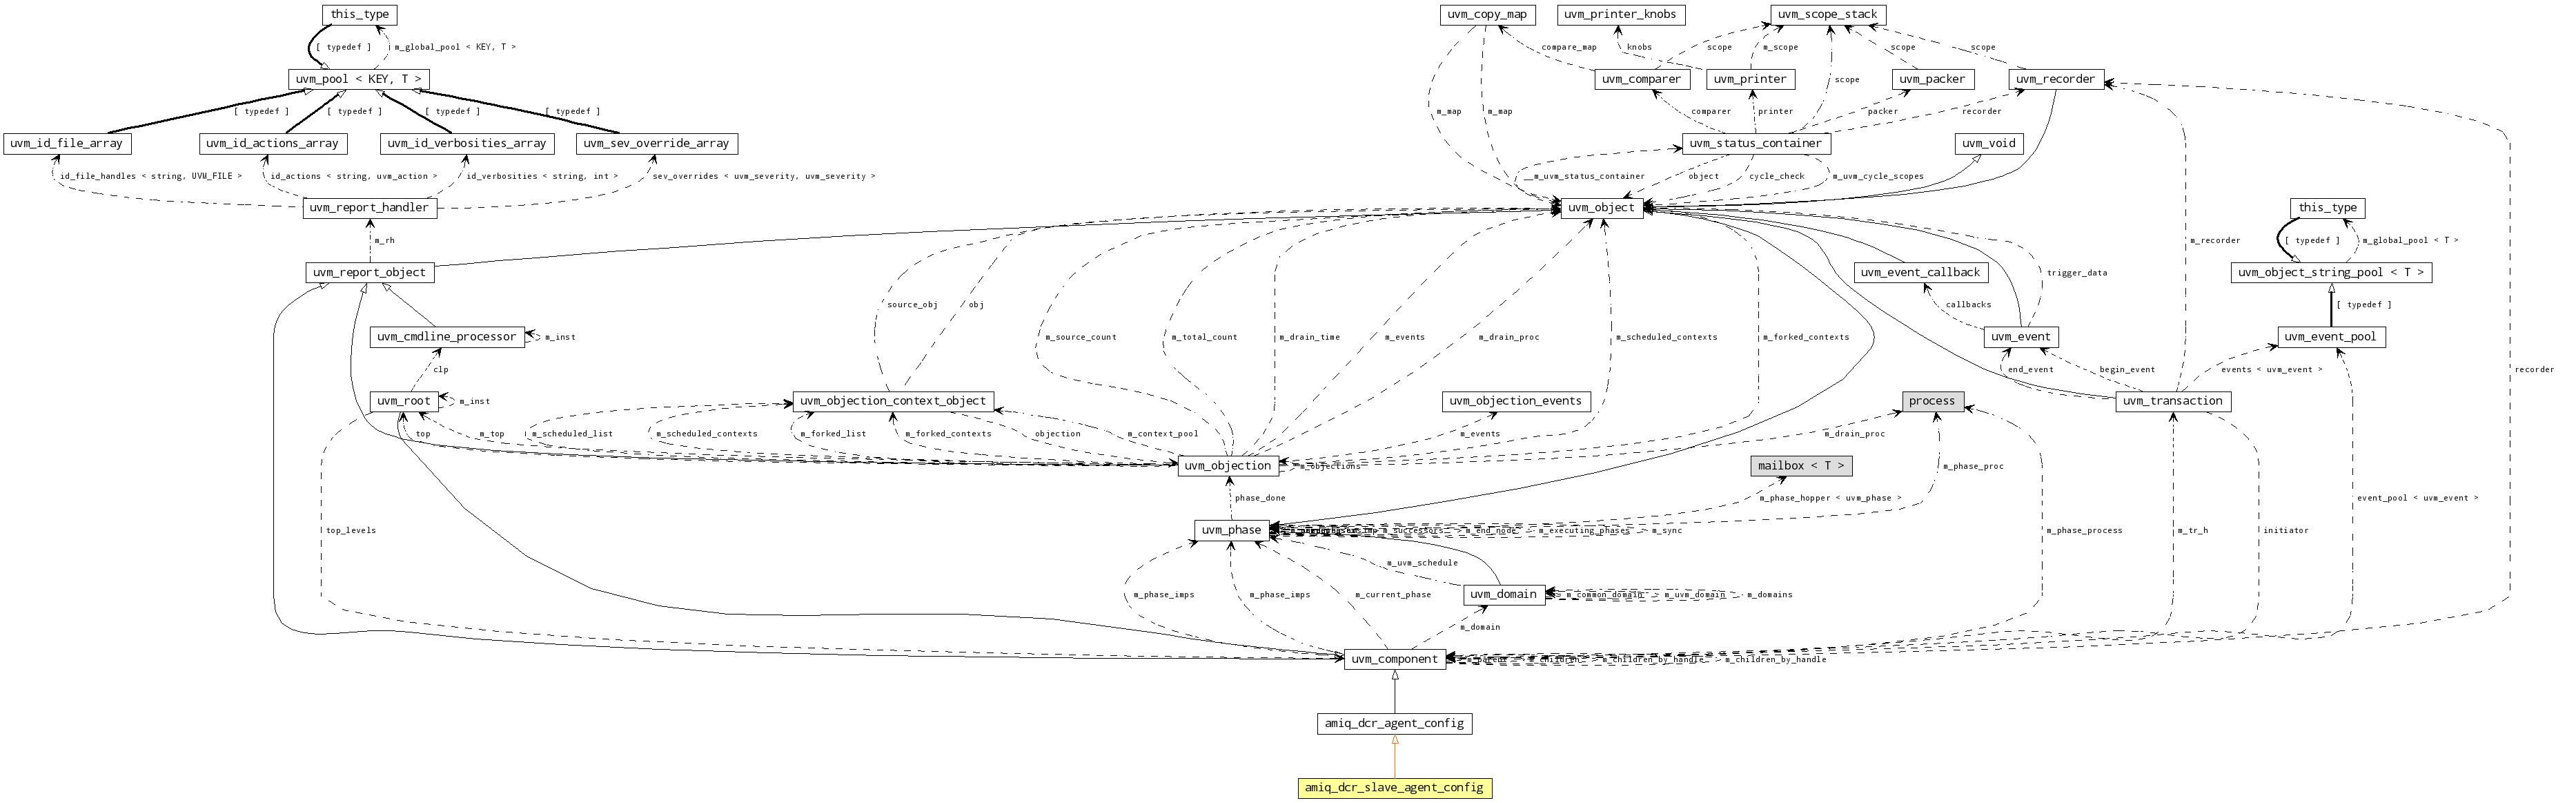 this_type
uvm_copy_map
uvm_printer_knobs
uvm_scope_stack
[ typedef ]
m_global_pool < KEY, T >
compare_map
knobs
scope
m_scope
scope
scope
uvm_pool < KEY, T >
uvm_comparer
uvm_printer
uvm_packer
uvm_recorder
scope
[ typedef ]
[ typedef ]
[ typedef ]
[ typedef ]
m_map
m_map
comparer
printer
packer
recorder
uvm_id_file_array
uvm_id_actions_array
uvm_id_verbosities_array
uvm_sev_override_array
uvm_status_container
uvm_void
id_file_handles < string, UVM_FILE >
id_actions < string, uvm_action >
id_verbosities < string, int >
sev_overrides < uvm_severity, uvm_severity >
__m_uvm_status_container
object
cycle_check
m_uvm_cycle_scopes
uvm_report_handler
uvm_object
this_type
m_rh
m_recorder
[ typedef ]
m_global_pool < T >
uvm_report_object
uvm_event_callback
trigger_data
uvm_object_string_pool < T >
source_obj
obj
callbacks
[ typedef ]
uvm_cmdline_processor
m_inst
m_source_count
m_total_count
m_drain_time
m_events
m_drain_proc
m_scheduled_contexts
m_forked_contexts
uvm_event
uvm_event_pool
clp
end_event
begin_event
events < uvm_event >
recorder
uvm_root
m_inst
uvm_objection_context_object
uvm_objection_events
process
uvm_transaction
top
m_top
m_scheduled_list
m_scheduled_contexts
m_forked_list
m_forked_contexts
objection
m_context_pool
m_events
m_drain_proc
uvm_objection
m_objections
mailbox < T >
m_phase_proc
phase_done
m_phase_hopper < uvm_phase >
event_pool < uvm_event >
top_levels
uvm_phase
m_successors
m_end_node
m_executing_phases
m_sync
m_phase_process
m_tr_h
initiator
m_uvm_schedule
m_phase_imps
m_phase_imps
m_current_phase
uvm_domain
m_common_domain
m_uvm_domain
m_domains
m_domain
uvm_component
m_parent
m_children
m_children_by_handle
m_children_by_handle
amiq_dcr_agent_config
amiq_dcr_slave_agent_config